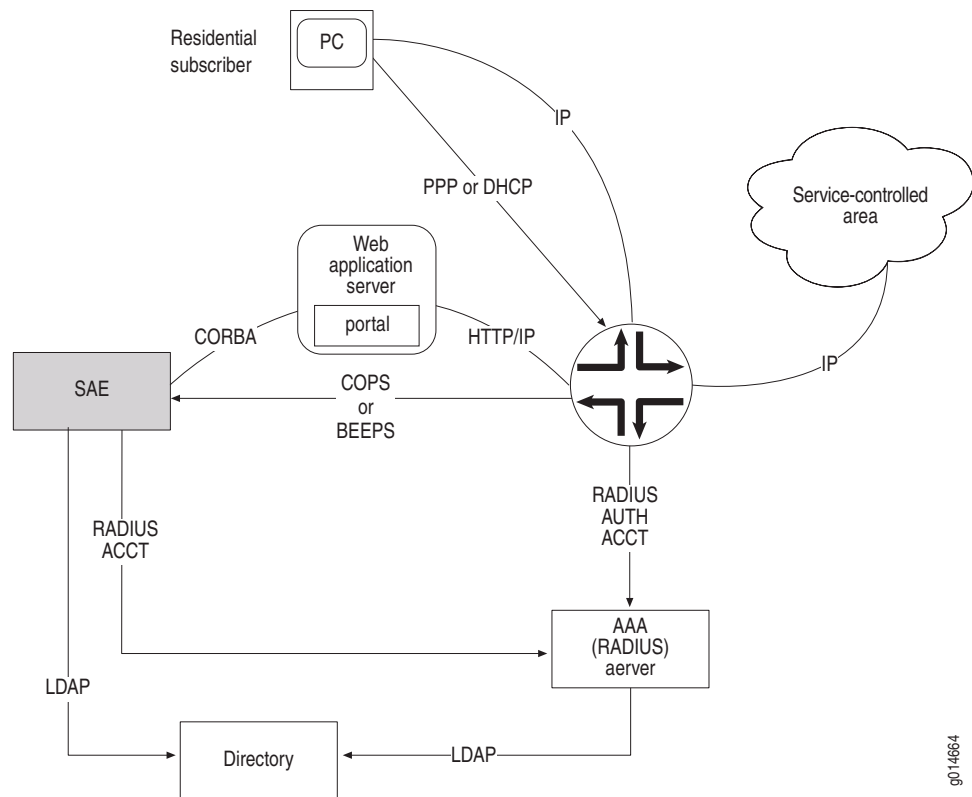 Residential
subscriber
PC
IP
PPP or DHCP
Service-controlled
area
Web
application
server
portal
CORBA
HTTP/IP
IP
SAE
COPS
or
BEEPS
RADIUS
AUTH
ACCT
RADIUS
ACCT
AAA
(RADIUS)
aerver
LDAP
Directory
LDAP
g014664